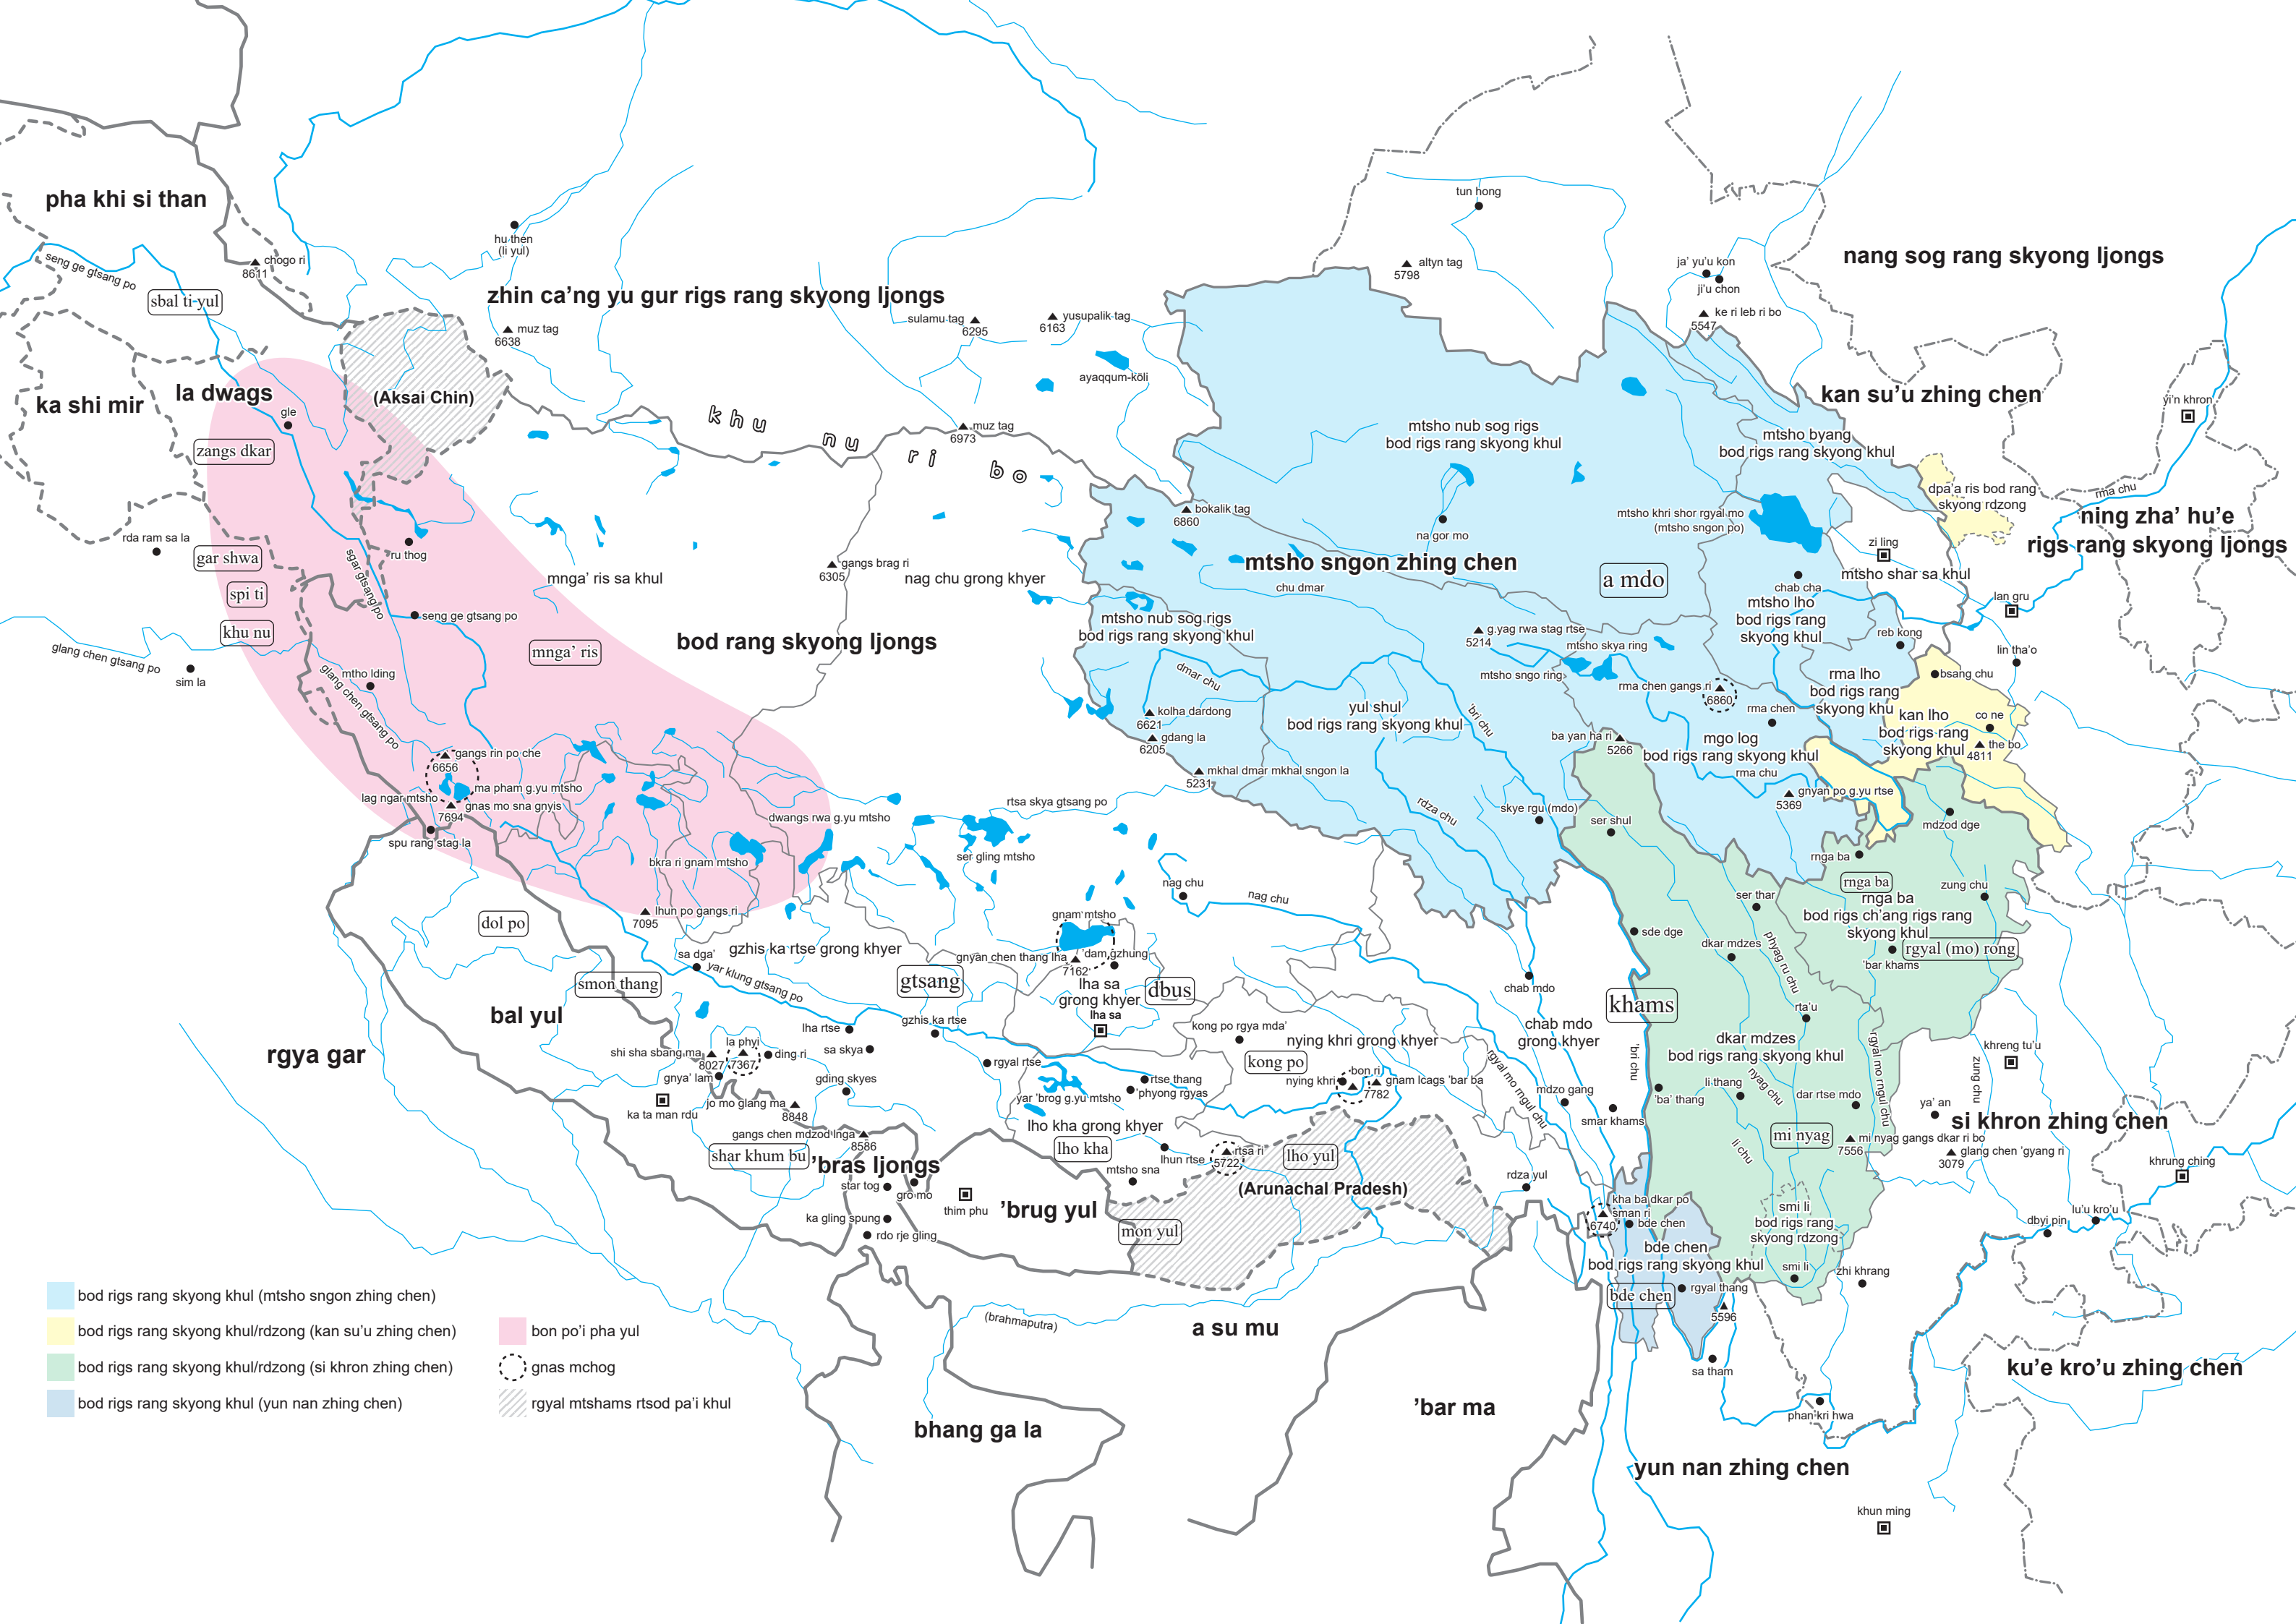 pha khi si than
chogo ri
8611
seng ge gtsang po
sbal ti yul
hu then
(li yul)
zhin ca’ng yu gur rigs rang skyong ljongs
muz tag
6638
sulamu tag
6295
6163
yusupalik tag
ayaqqum-köli
tun hong
altyn tag
5798
ja’ yu’u kon
ji’u chon
ke ri leb ri bo
5547
nang sog rang skyong ljongs
kan su’u zhing chen
yi’n khron
ka shi mir
la dwags
(Aksai Chin)
gle
zangs dkar
khu nu ri bo
muz tag
6973
mtsho nub sog rigs
bod rigs rang skyong khul
mtsho byang
bod rigs rang skyong khul
dpa’a ris bod rang
skyong rdzong
rma chu
ning zha’ hu’e
rigs rang skyong ljongs
bokalik tag
6860
na gor mo
mtsho khri shor rgyal mo
(mtsho sngon po)
zi ling
mtsho shar sa khul
rda ram sa la
gar shwa
spi ti
khu nu
ru thog
sgar gtsang po
mnga’ ris sa khul
gangs brag ri
6305
nag chu grong khyer
mtsho sngon zhing chen
chu dmar
a mdo
chab cha
mtsho lho
bod rigs rang
skyong khul
lan gru
reb kong
lin tha’o
seng ge gtsang po
mnga’ ris
bod rang skyong ljongs
mtsho nub sog rigs
bod rigs rang skyong khul
g.yag rwa stag rtse
5214
mtsho skya ring
mtsho sngo ring
glang chen gtsang po
sim la
mtho lding
glang chen gtsang po
dmar chu
kolha dardong
6621
gdang la
6205
yul shul
bod rigs rang skyong khul
’bri chu
rma chen gangs ri
6860
rma chen
rma lho
bod rigs rang
skyong khu
bsang chu
kan lho
bod rigs rang
skyong khul
co ne
the bo
4811
ba yan ha ri
5266
mgo log
bod rigs rang skyong khul
rma chu
gnyan po g.yu rtse
5369
mdzod dge
gangs rin po che
6656
ma pham g.yu mtsho
lag ngar mtsho
gnas mo sna gnyis
7694
spu rang stag la
mkhal dmar mkhal sngon la
5231
rtsa skya gtsang po
dwangs rwa g.yu mtsho
bkra ri gnam mtsho
ser gling mtsho
rdza chu
skye rgu (mdo)
ser shul
rnga ba
rnga ba
rnga ba
bod rigs ch’ang rigs rang
skyong khul
zung chu
rgyal (mo) rong
’bar khams
nag chu
nag chu
ser thar
sde dge
dkar mdzes
phyag ru chu
dol po
lhun po gangs ri
7095
gzhis ka rtse grong khyer
sa dga’
yar klung gtsang po
smon thang
gtsang
gnam mtsho
gnyan chen thang lha
7162
’dam gzhung
lha sa
grong khyer
lha sa
dbus
chab mdo
chab mdo
grong khyer
khams
rta’u
dkar mdzes
bod rigs rang skyong khul
khreng tu’u
zung chu
rgyal mo rngul chu
bal yul
rgya gar
lha rtse
gzhis ka rtse
sa skya
la phyi
7367
shi sha sbang ma
8027
ding ri
gnya’ lam
ka ta man rdu
jo mo glang ma
8848
gding skyes
rgyal rtse
rtse thang
’phyong rgyas
yar ’brog g.yu mtsho
kong po rgya mda’
kong po
nying khri grong khyer
nying khri
bon ri
gnam lcags ’bar ba
7782
rgyal mo rngul chu
mdzo gang
smar khams
’bri chu
’ba’ thang
li thang
nyag chu
li chu
dar rtse mdo
mi nyag
mi nyag gangs dkar ri bo
7556
ya’ an
si khron zhing chen
glang chen ’gyang ri
3079
khrung ching
gangs chen mdzod lnga
8586
shar khum bu
’bras ljongs
star tog
gro mo
ka gling spung
rdo rje gling
thim phu
’brug yul
lho kha grong khyer
lho kha
lhun rtse
mtsho sna
rtsa ri
5722
lho yul
(Arunachal Pradesh)
mon yul
rdza yul
kha ba dkar po
sman ri
6740
bde chen
bde chen
bod rigs rang skyong khul
bde chen
rgyal thang
5596
smi li
bod rigs rang
skyong rdzong
smi li
zhi khrang
dbyi pin
lu’u kro’u
sa tham
phan kri hwa
ku’e kro’u zhing chen
(brahmaputra)
a su mu
’bar ma
bhang ga la
yun nan zhing chen
khun ming
bod rigs rang skyong khul (mtsho sngon zhing chen)
bod rigs rang skyong khul/rdzong (kan su’u zhing chen)
bod rigs rang skyong khul/rdzong (si khron zhing chen)
bod rigs rang skyong khul (yun nan zhing chen)
bon po’i pha yul
gnas mchog
rgyal mtshams rtsod pa’i khul